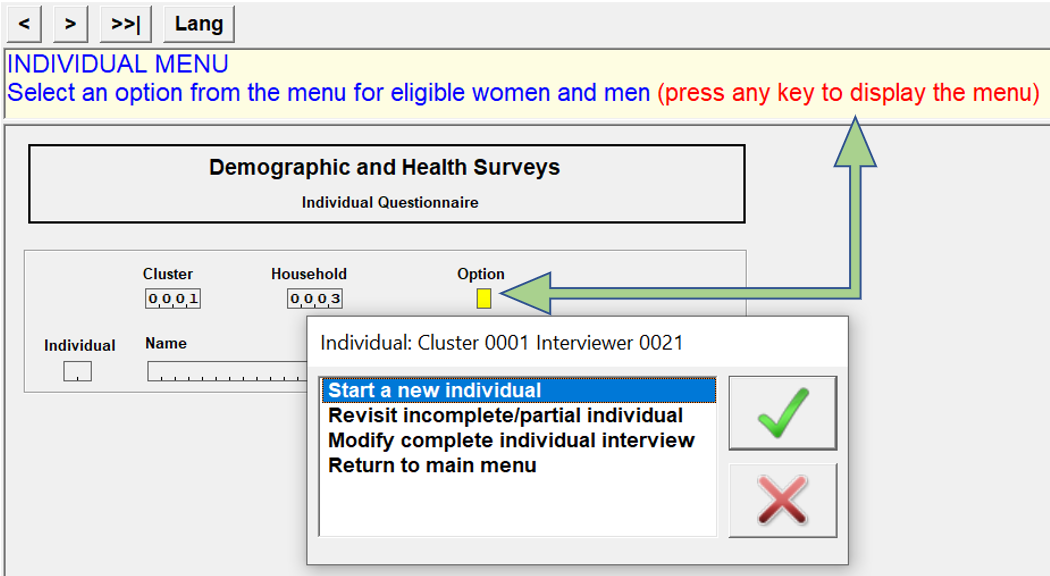 < > >>| Lang
INDIVIDUAL MENU
Select an option from the menu for eligible women and men (press any key to display the menu)
Demographic and Health Surveys
Individual Questionnaire
Cluster Household Option
0001 0003
Individual Name
Individual: Cluster 0001 Interviewer 0021
Start a new individual
Revisit incomplete/partial individual
Modify complete individual interview
Return to main menu